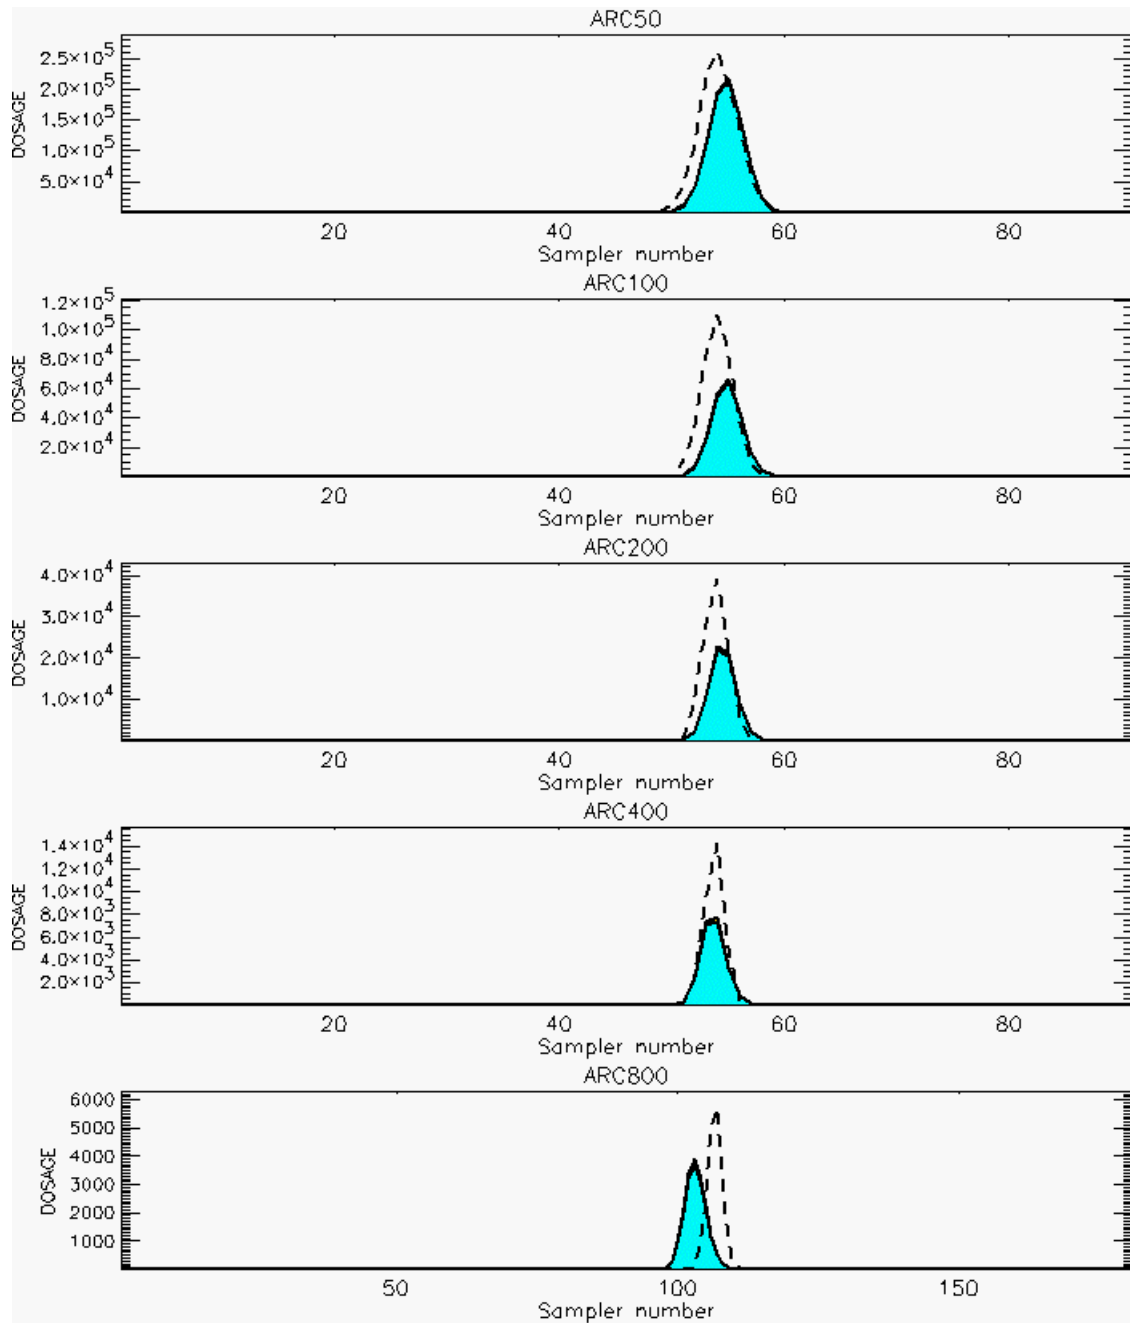 ARC50
2.5×10^5
2.0×10^5
1.5×10^5
1.0×10^5
5.0×10^4
DOSAGE
20 40 60 80
Sampler number
ARC100
1.2×10^5
1.0×10^5
8.0×10^4
6.0×10^4
4.0×10^4
2.0×10^4
DOSAGE
20 40 60 80
Sampler number
ARC200
4.0×10^4
3.0×10^4
2.0×10^4
1.0×10^4
DOSAGE
20 40 60 80
Sampler number
ARC400
1.4×10^4
1.2×10^4
1.0×10^4
8.0×10^3
6.0×10^3
4.0×10^3
2.0×10^3
DOSAGE
20 40 60 80
Sampler number
ARC800
6000
5000
4000
3000
2000
1000
DOSAGE
50 100 150
Sampler number